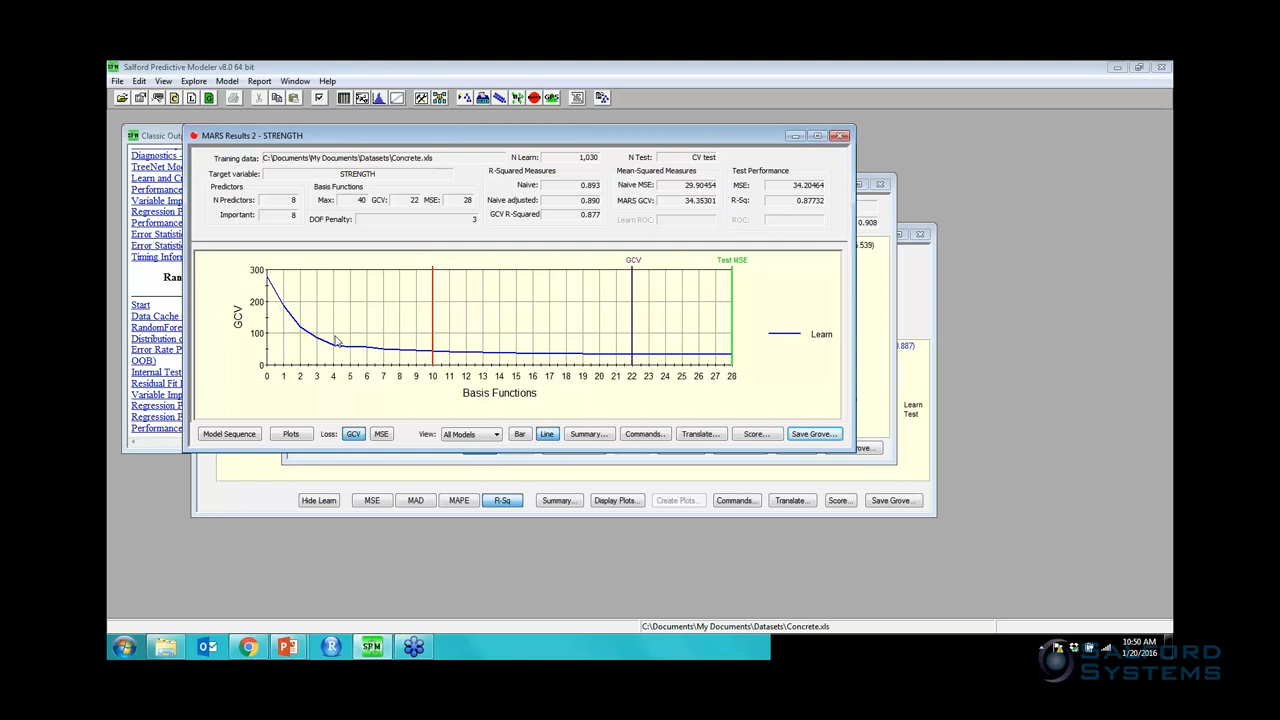 Salford Predictive Modeler v8.0 64 bit
File Edit View Explore Model Report Window Help
Classic Outp
MARS Results 2 - STRENGTH
Diagnostics -
TreeNet Mo
Learn and C
Performance
Variable Imp
Regression F
Performance
Error Statist
Error Statist
Timing Infor
Ran
Start
Data Cache
RandomFore
Distribution o
Error Rate P
OOB)
Internal Test
Residual Fit I
Variable Imp
Regression F
Regression F
Performance
Training data: C:\Documents\My Documents\Datasets\Concrete.xls
Target variable: STRENGTH
Predictors
N Predictors: 8
Important: 8
Basis Functions
Max: 40 GCV: 22 MSE: 28
DOF Penalty: 3
N Learn: 1,030
R-Squared Measures
Naive: 0.893
Naive adjusted: 0.890
GCV R-Squared 0.877
N Test: CV test
Mean-Squared Measures
Naive MSE: 29.90454
MARS GCV: 34.35301
Learn ROC:
Test Performance
MSE: 34.20464
R-Sq: 0.87732
ROC:
0.908
.539)
0.887)
GCV Test MSE
300
200
100
0
GCV
0 1 2 3 4 5 6 7 8 9 10 11 12 13 14 15 16 17 18 19 20 21 22 23 24 25 26 27 28
Basis Functions
Learn
Learn
Test
Model Sequence Plots Loss: GCV MSE View: All Models Bar Line Summary... Commands.. Translate... Score... Save Grove...
ove...
Hide Learn MSE MAD MAPE R-Sq Summary... Display Plots... Create Plots... Commands... Translate... Score... Save Grove...
C:\Documents\My Documents\Datasets\Concrete.xls
SPM
10:50 AM
1/20/2016
SALFORD
SYSTEMS